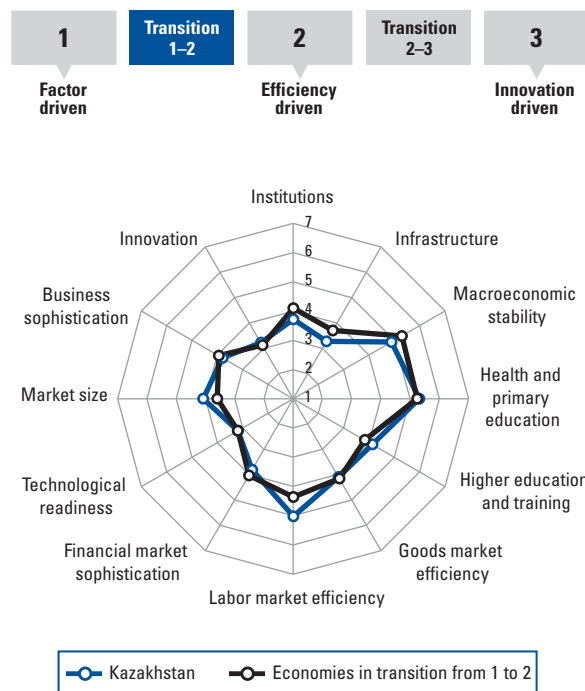 1
Transition
1–2
2
Transition
2–3
3
Factor
driven
Efficiency
driven
Innovation
driven
Institutions
Infrastructure
Macroeconomic
stability
Health and
primary
education
Higher education
and training
Goods market
efficiency
Labor market efficiency
Financial market
sophistication
Technological
readiness
Market size
Business
sophistication
Innovation
7
6
5
4
3
2
1
Kazakhstan
Economies in transition from 1 to 2